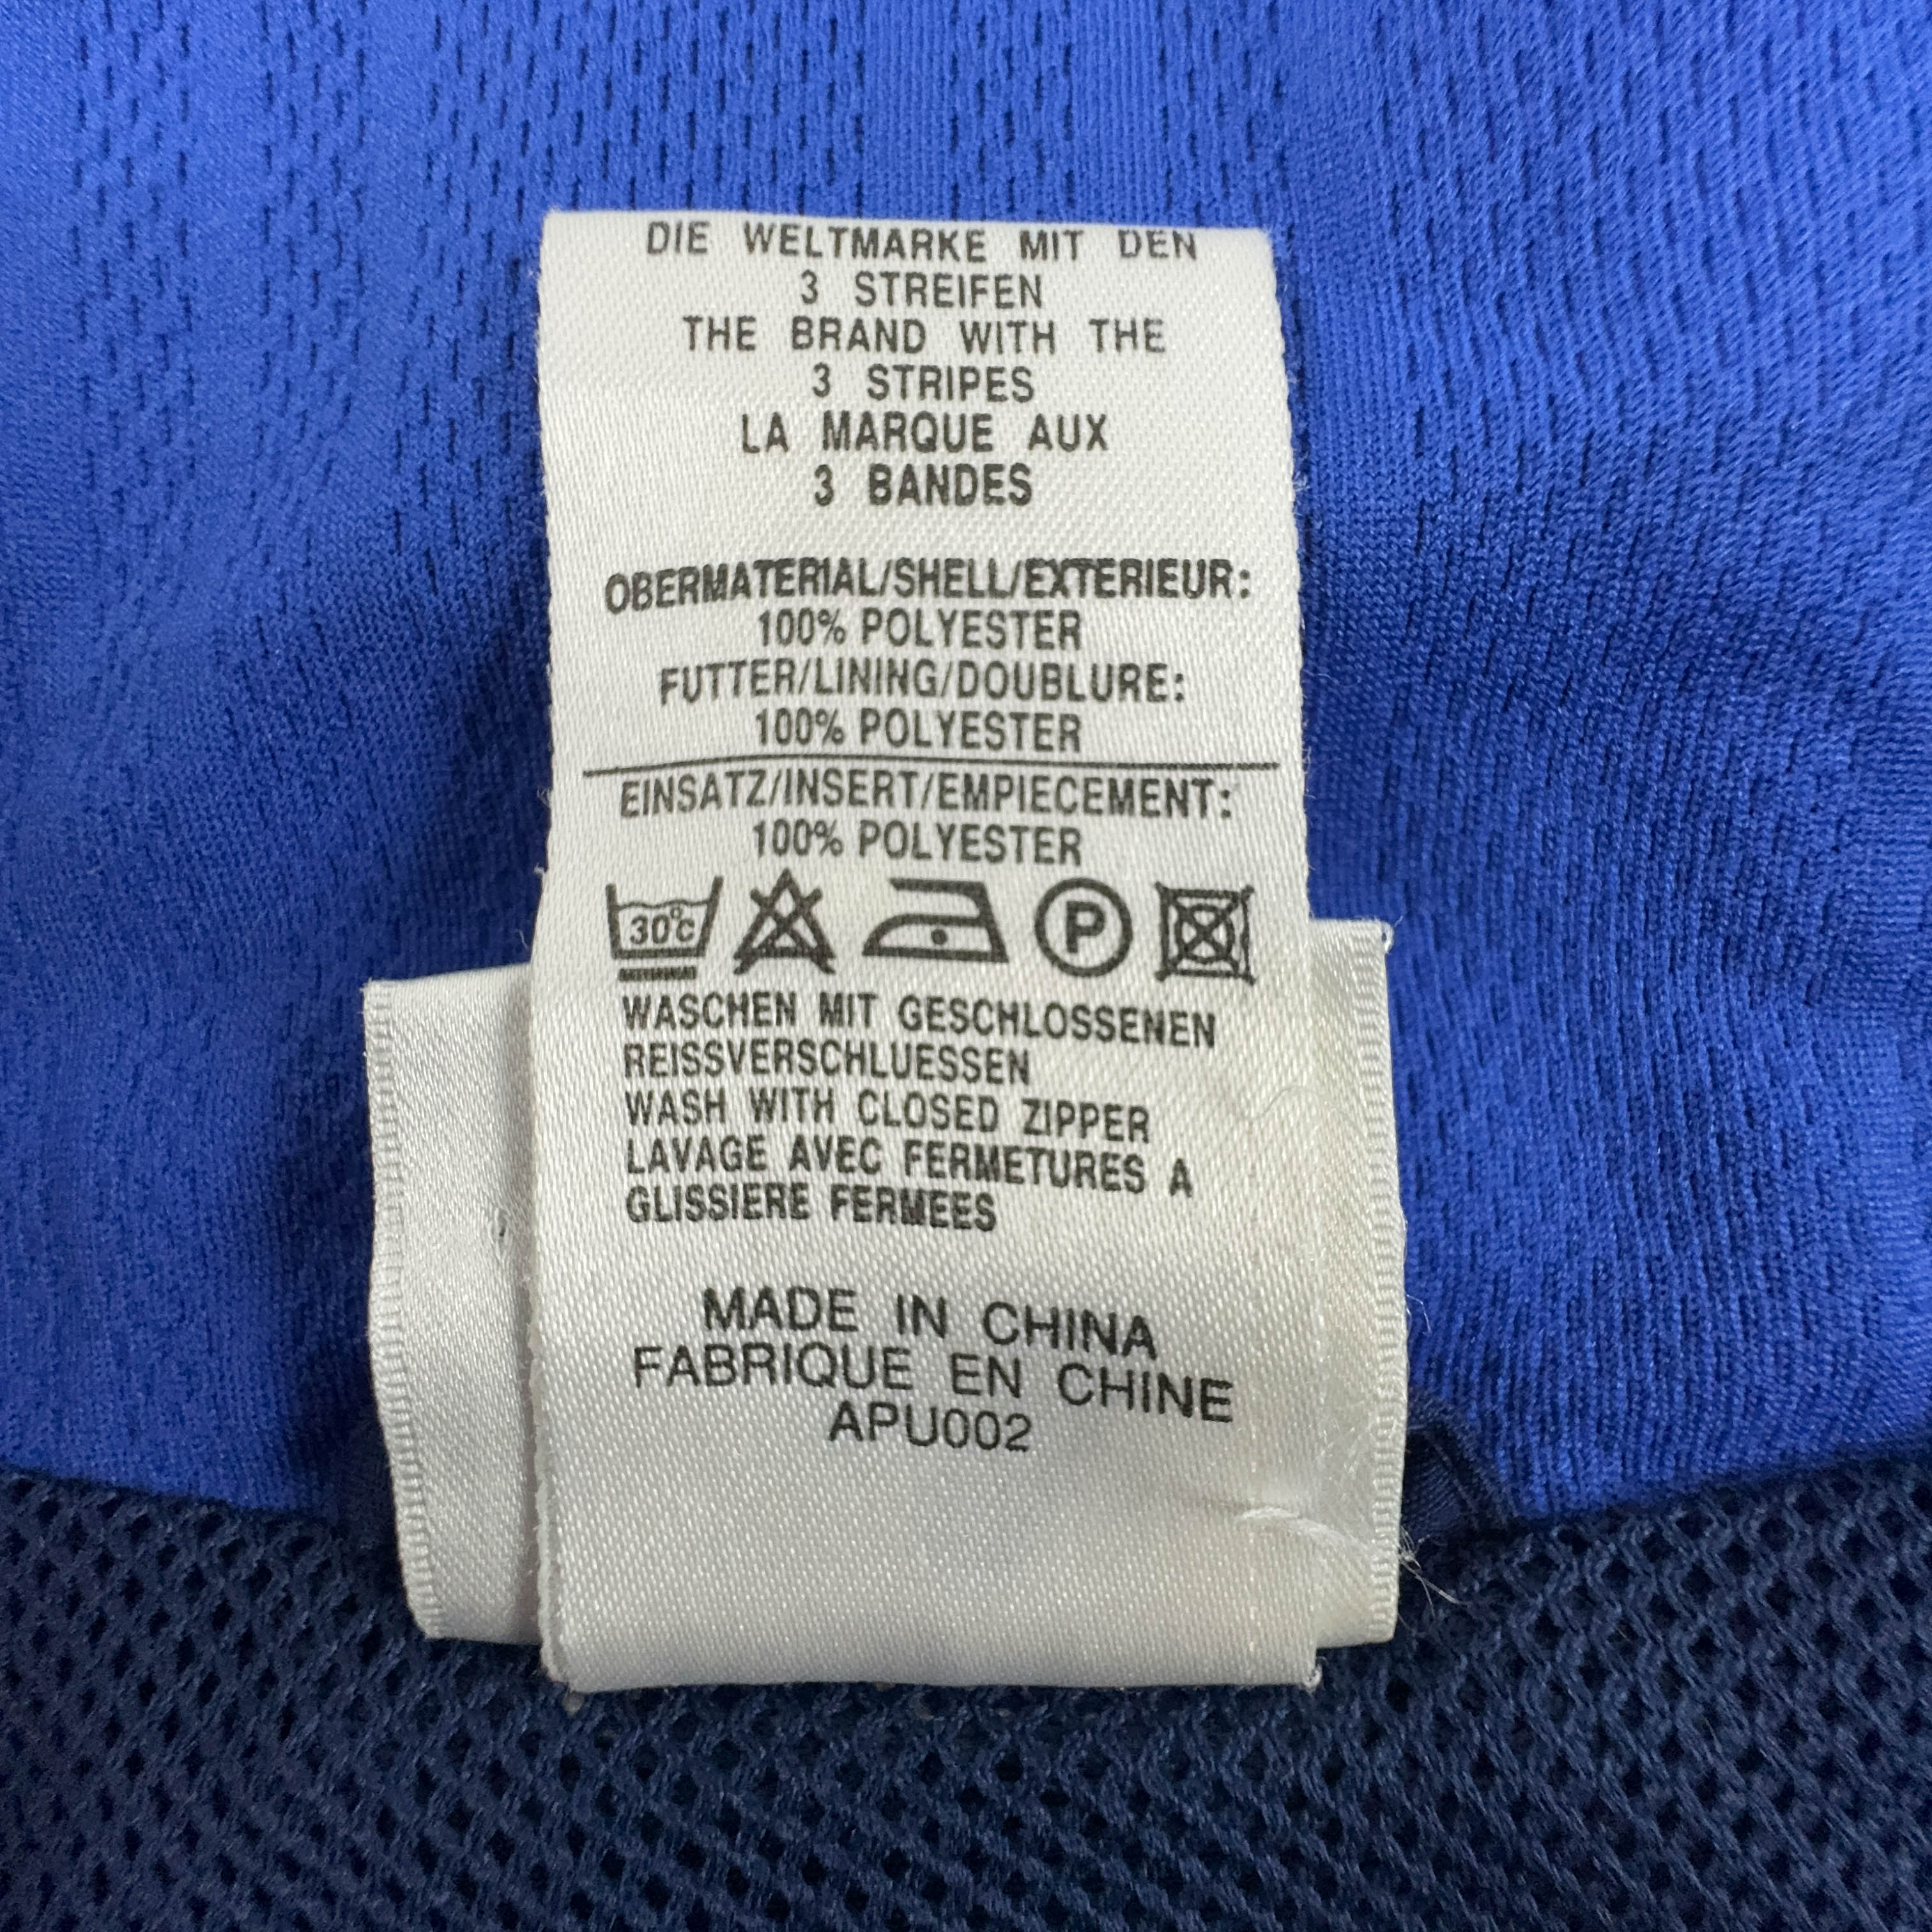 DIE WELTMARKE MIT DEN
3 STREIFEN
THE BRAND WITH THE
3 STRIPES
LA MARQUE AUX
3 BANDES
OBERMATERIAL/SHELL/EXTERIEUR:
100% POLYESTER
FUTTER/LINING/DOUBLURE:
100% POLYESTER
EINSATZ/INSERT/EMPIECEMENT:
100% POLYESTER
30°C P
WASCHEN MIT GESCHLOSSENEN
REISSVERSCHLUESSEN
WASH WITH CLOSED ZIPPER
LAVAGE AVEC FERMETURES A
GLISSIERE FERMEES
MADE IN CHINA
FABRIQUE EN CHINE
APU002